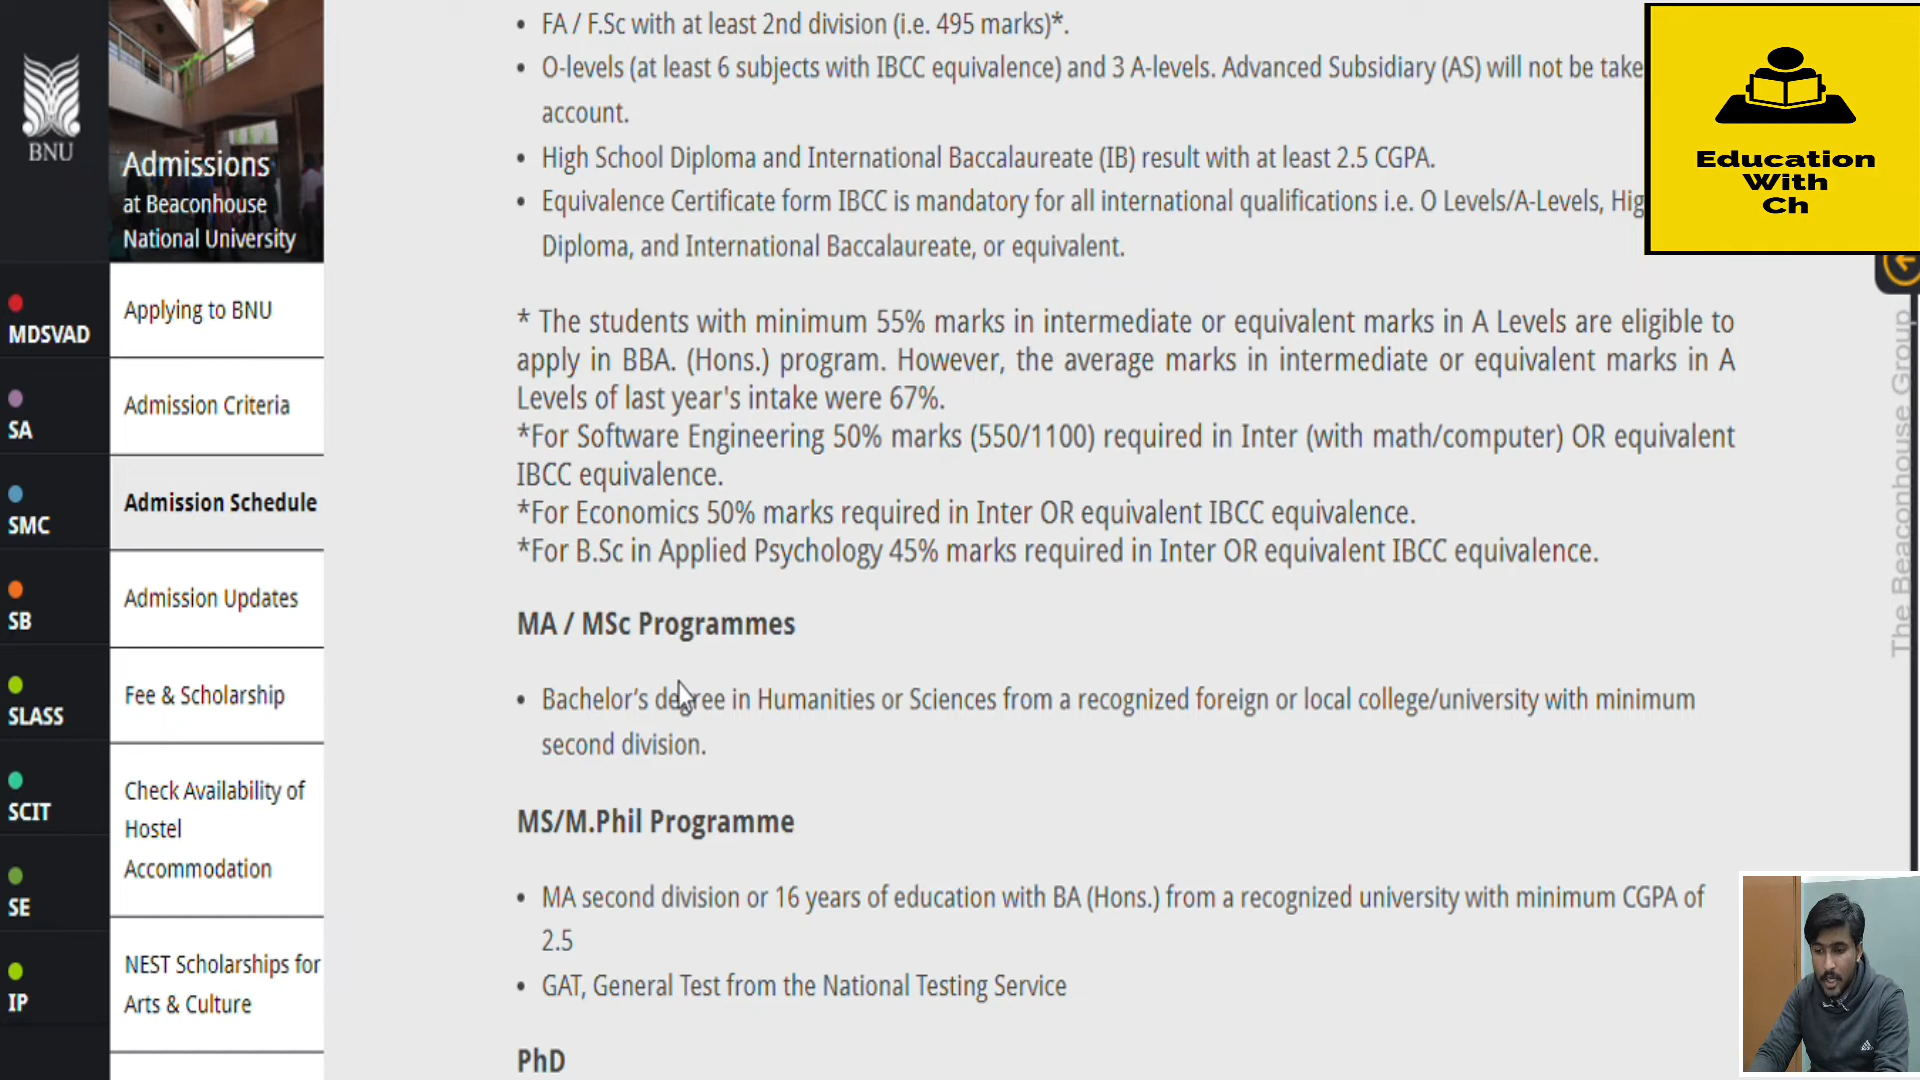 BNU
Admissions
at Beaconhouse
National University
MDSVAD
SA
SMC
SB
SLASS
SCIT
SE
IP
Applying to BNU
Admission Criteria
Admission Schedule
Admission Updates
Fee & Scholarship
Check Availability of
Hostel
Accommodation
NEST Scholarships for
Arts & Culture
• FA / F.Sc with at least 2nd division (i.e. 495 marks)*.
• O-levels (at least 6 subjects with IBCC equivalence) and 3 A-levels. Advanced Subsidiary (AS) will not be take
account.
• High School Diploma and International Baccalaureate (IB) result with at least 2.5 CGPA.
• Equivalence Certificate form IBCC is mandatory for all international qualifications i.e. O Levels/A-Levels, Hig
Diploma, and International Baccalaureate, or equivalent.
* The students with minimum 55% marks in intermediate or equivalent marks in A Levels are eligible to
apply in BBA. (Hons.) program. However, the average marks in intermediate or equivalent marks in A
Levels of last year's intake were 67%.
*For Software Engineering 50% marks (550/1100) required in Inter (with math/computer) OR equivalent
IBCC equivalence.
*For Economics 50% marks required in Inter OR equivalent IBCC equivalence.
*For B.Sc in Applied Psychology 45% marks required in Inter OR equivalent IBCC equivalence.
MA / MSc Programmes
• Bachelor's degree in Humanities or Sciences from a recognized foreign or local college/university with minimum
second division.
MS/M.Phil Programme
• MA second division or 16 years of education with BA (Hons.) from a recognized university with minimum CGPA of
2.5
• GAT, General Test from the National Testing Service
PhD
Education
With
Ch
The Beaconhouse Group